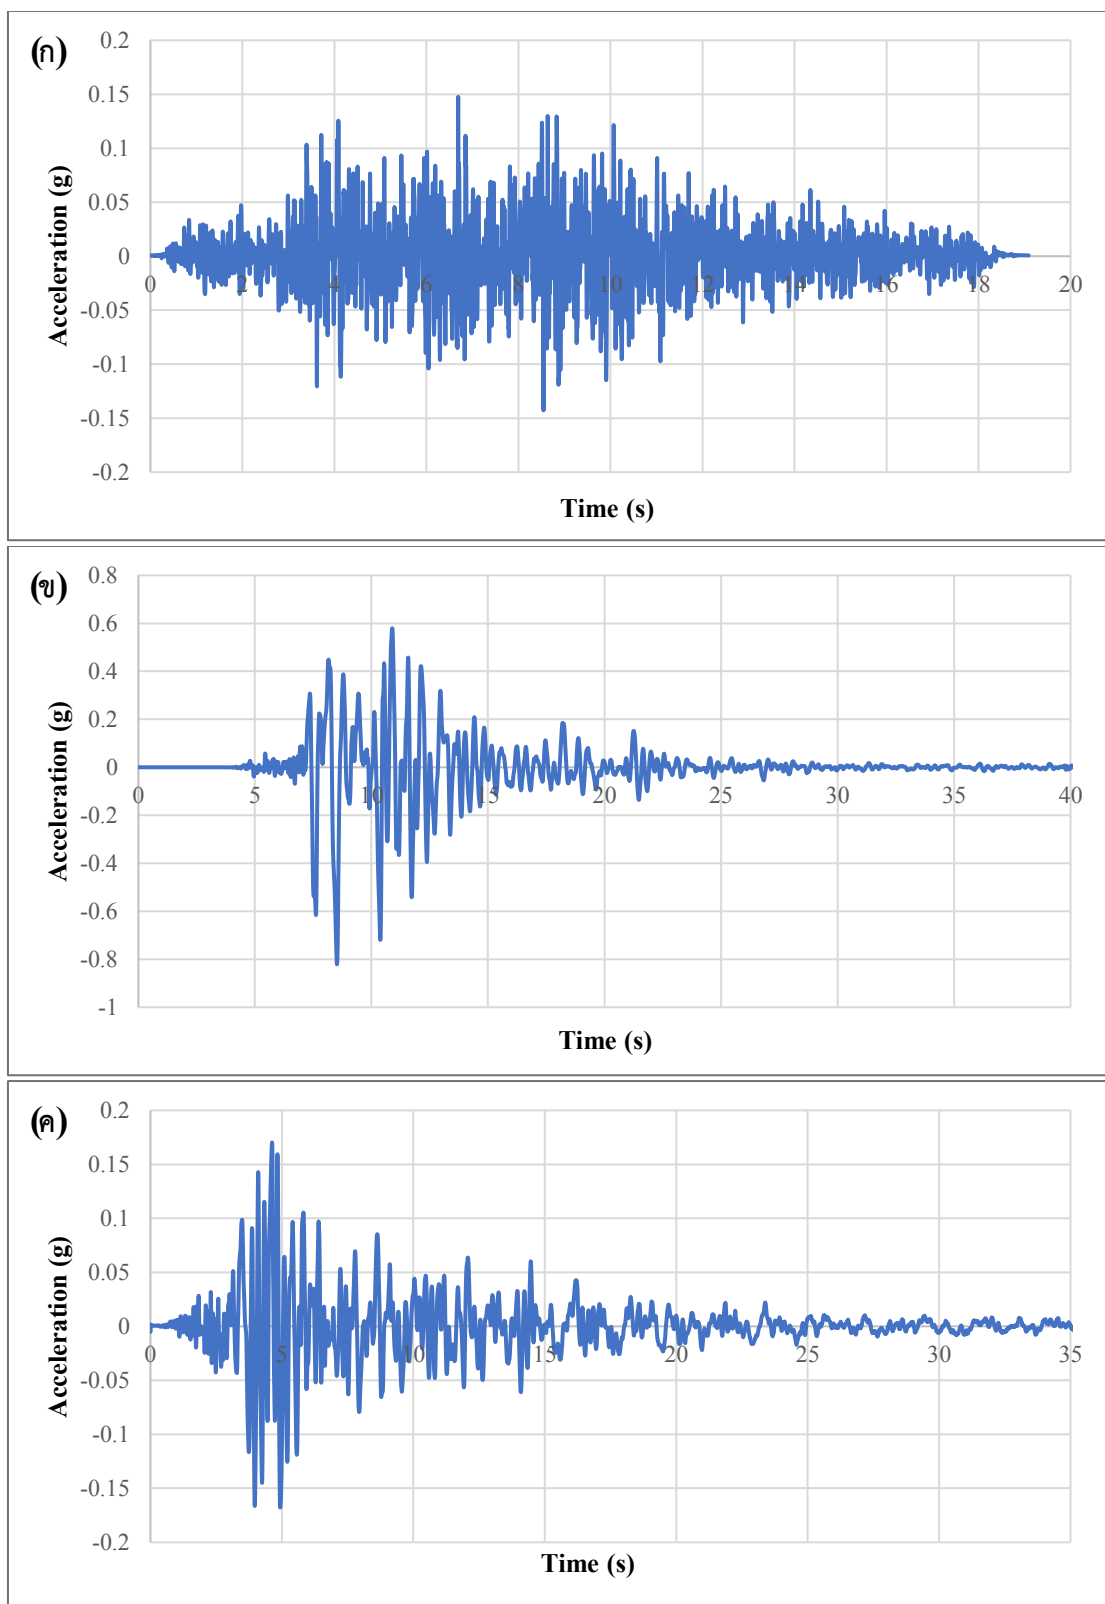 (ก)
0.2
0.15
0.1
0.05
0
-0.05
-0.1
-0.15
-0.2
0 2 4 6 8 10 12 14 16 18 20
Acceleration (g)
Time (s)
(ข)
0.8
0.6
0.4
0.2
0
-0.2
-0.4
-0.6
-0.8
-1
0 5 10 15 20 25 30 35 40
Acceleration (g)
Time (s)
(ค)
0.2
0.15
0.1
0.05
0
-0.05
-0.1
-0.15
-0.2
0 5 10 15 20 25 30 35
Acceleration (g)
Time (s)